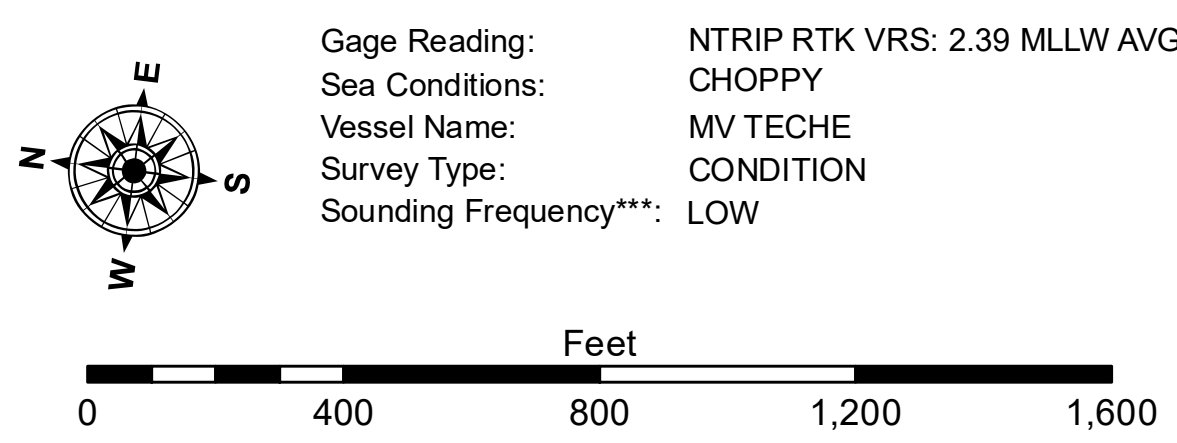 E
N
S
W
Gage Reading: NTRIP RTK VRS: 2.39 MLLW AVG
Sea Conditions: CHOPPY
Vessel Name: MV TECHE
Survey Type: CONDITION
Sounding Frequency***: LOW
Feet
0 400 800 1,200 1,600